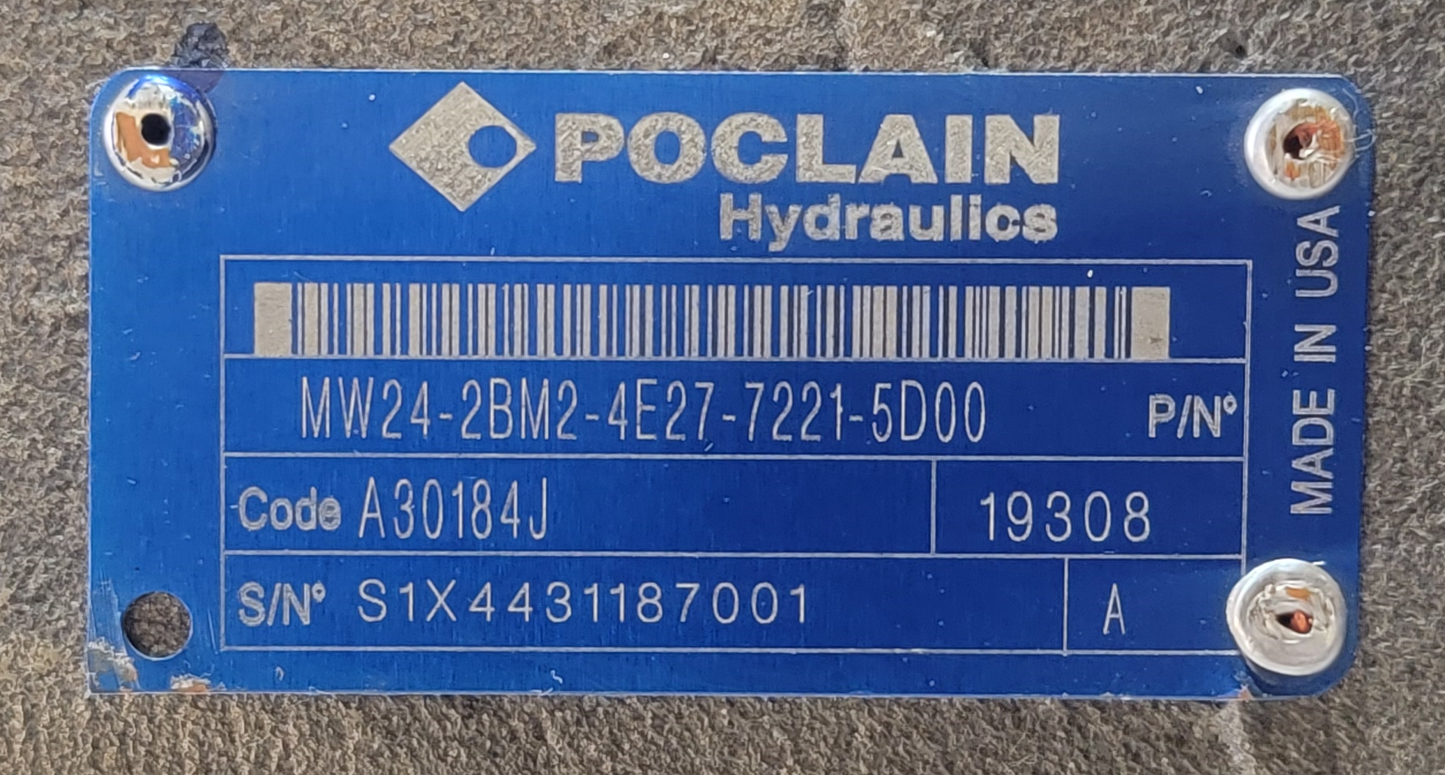 POCLAIN
Hydraulics
MW24-2BM2-4E27-7221-5D00 P/N°
Code A30184J 19308
S/N° S1X4431187001 A
MADE IN USA